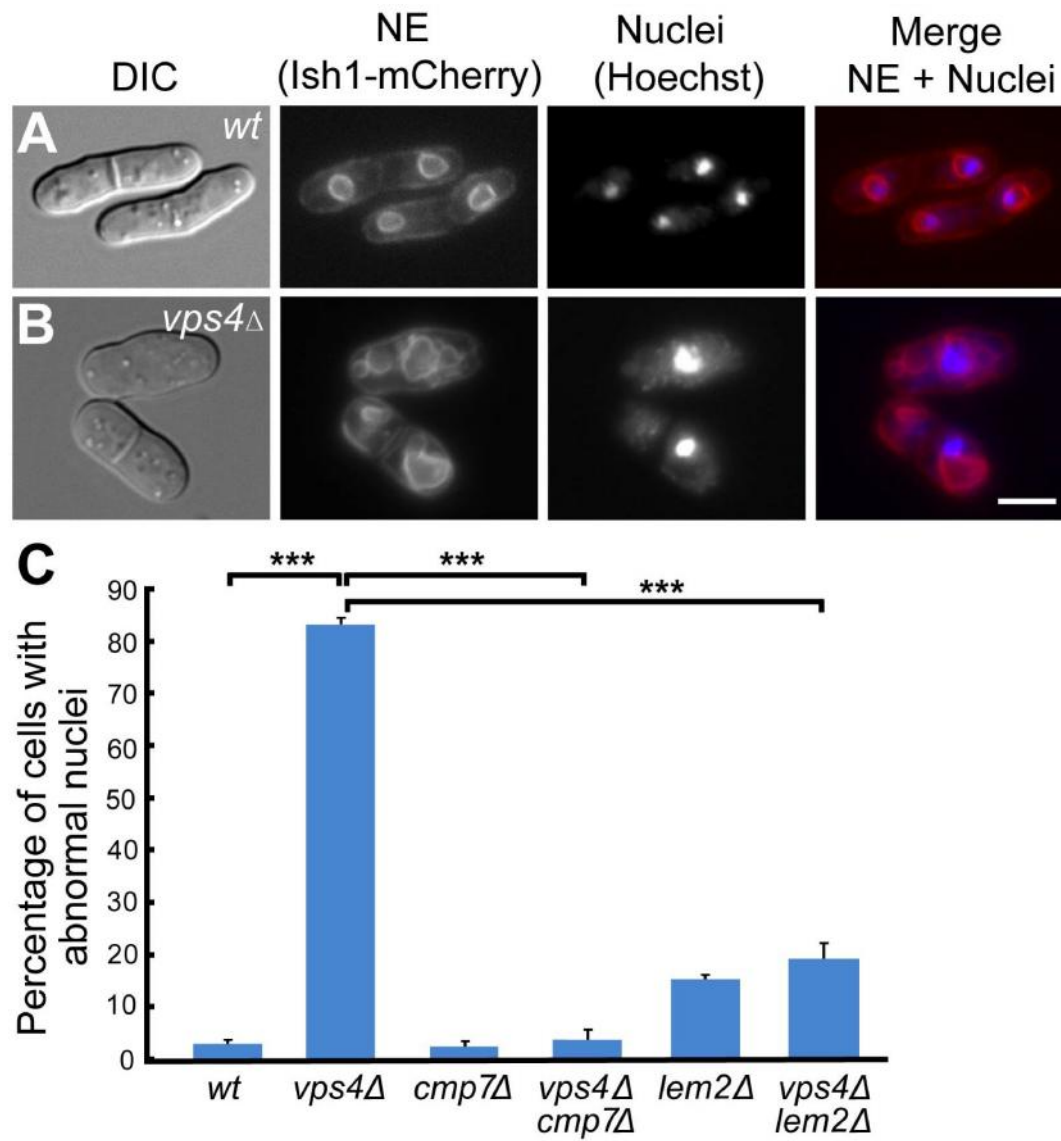 DIC
NE
(Ish1-mCherry)
Nuclei
(Hoechst)
Merge
NE + Nuclei
A
wt
B
vps4Δ
C
***
***
***
Percentage of cells with
abnormal nuclei
90
80
70
60
50
40
30
20
10
0
wt
vps4Δ
cmp7Δ
vps4Δ
cmp7Δ
lem2Δ
vps4Δ
lem2Δ